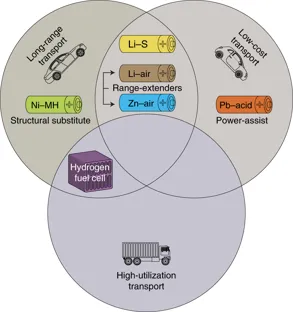 Long-range
transport
Low-cost
transport
Li–S
Li–air
Range-extenders
Zn–air
Ni–MH
Structural substitute
Pb–acid
Power-assist
Hydrogen
fuel cell
High-utilization
transport